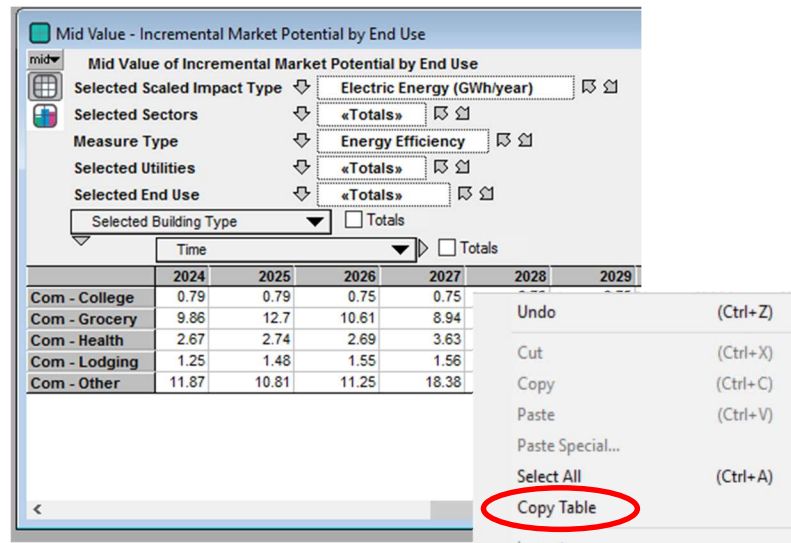 Mid Value - Incremental Market Potential by End Use
mid Mid Value of Incremental Market Potential by End Use
Selected Scaled Impact Type Electric Energy (GWh/year)
Selected Sectors «Totals»
Measure Type Energy Efficiency
Selected Utilities «Totals»
Selected End Use «Totals»
Selected Building Type Totals
Time Totals
2024 2025 2026 2027 2028 2029
Com - College 0.79 0.79 0.75 0.75
Com - Grocery 9.86 12.7 10.61 8.94
Com - Health 2.67 2.74 2.69 3.63
Com - Lodging 1.25 1.48 1.55 1.56
Com - Other 11.87 10.81 11.25 18.38
Undo (Ctrl+Z)
Cut (Ctrl+X)
Copy (Ctrl+C)
Paste (Ctrl+V)
Paste Special...
Select All (Ctrl+A)
Copy Table